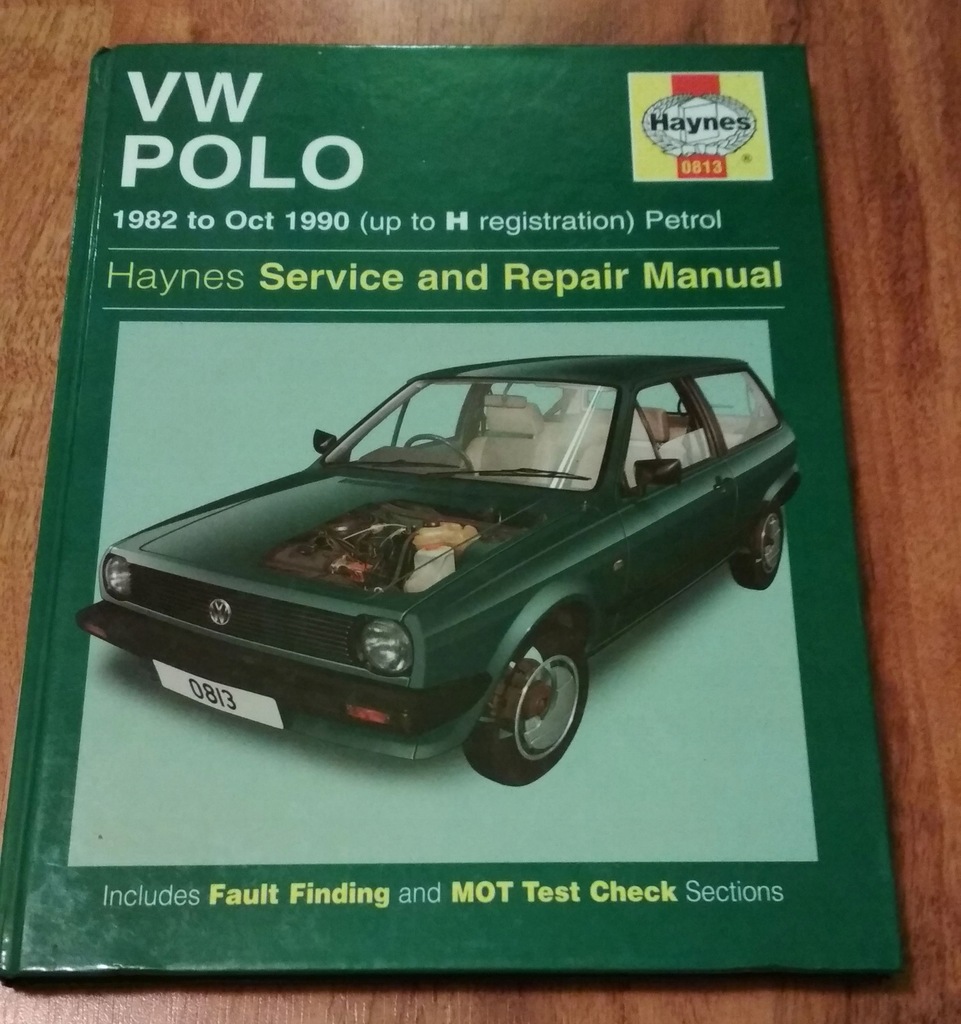 VW
POLO
Haynes
®
0813
1982 to Oct 1990 (up to H registration) Petrol
Haynes Service and Repair Manual
0813
Includes Fault Finding and MOT Test Check Sections